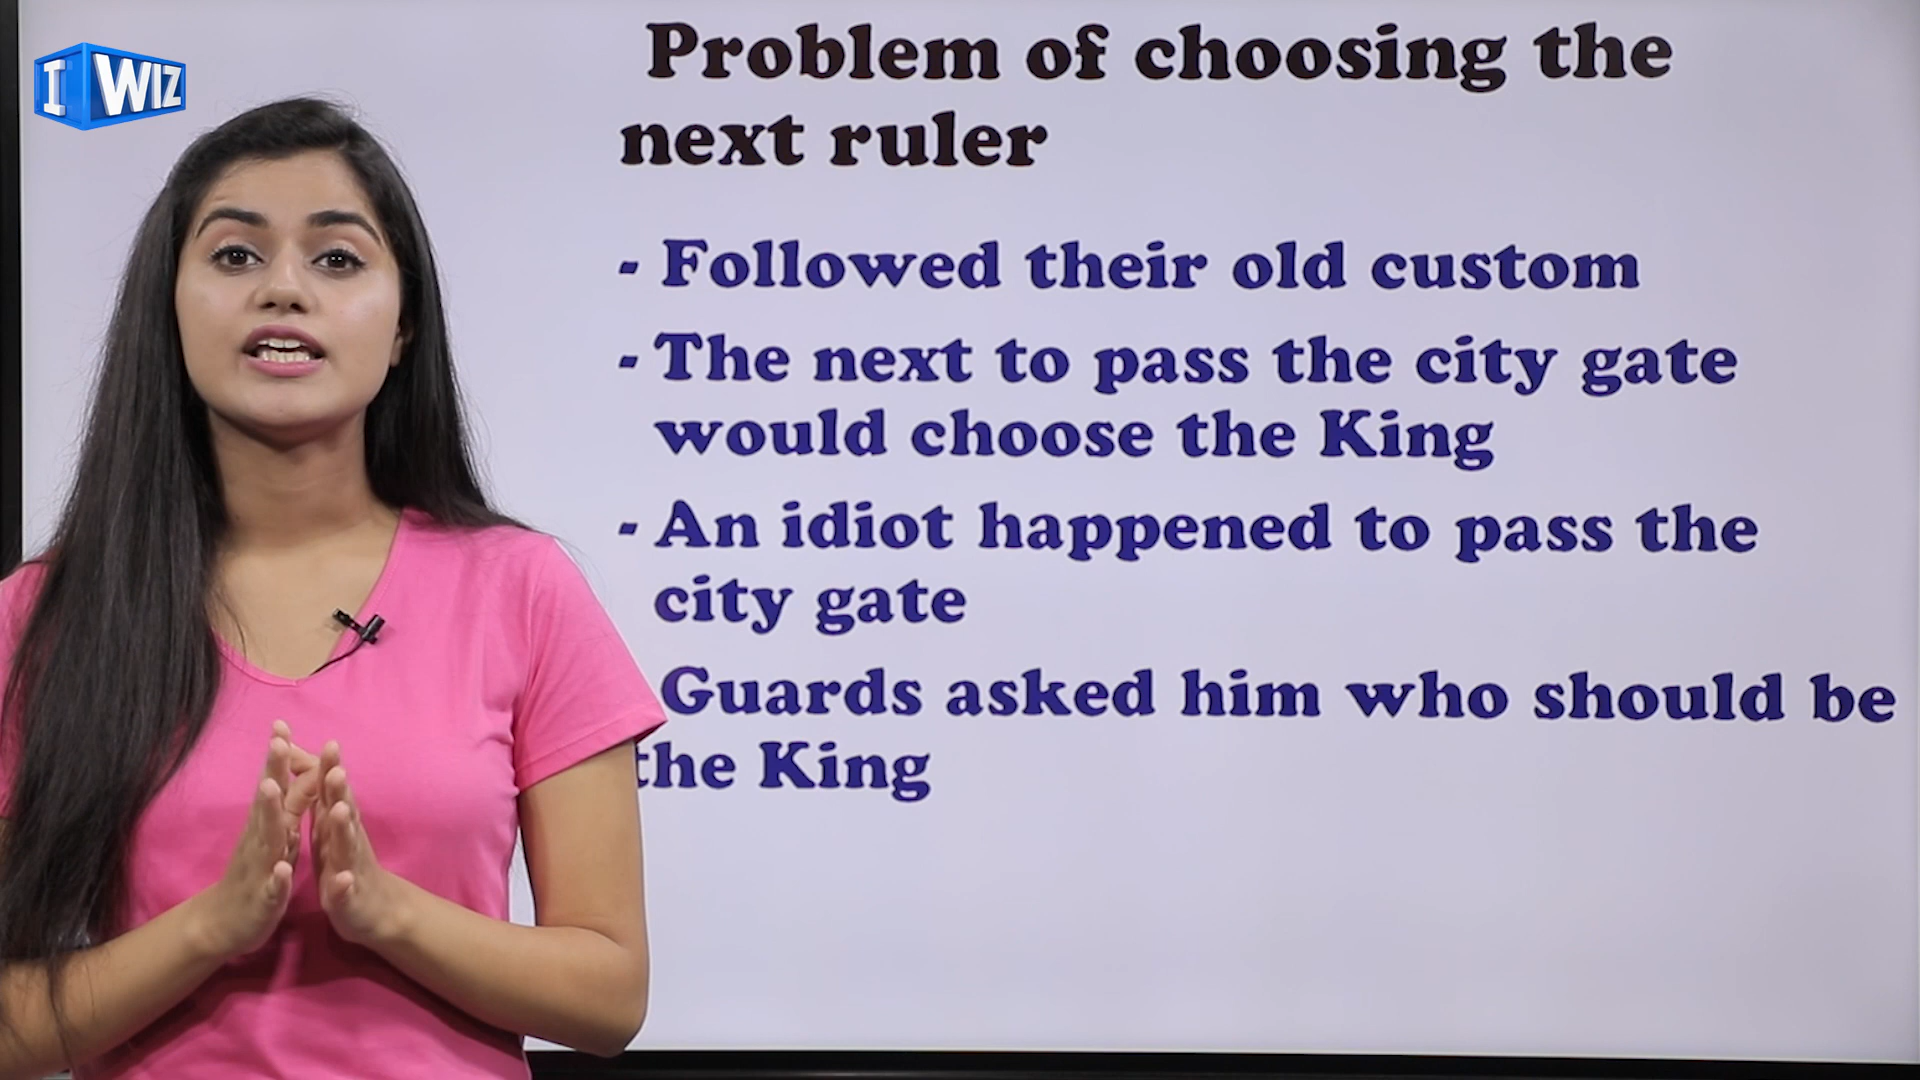 I WIZ
Problem of choosing the
next ruler
- Followed their old custom
- The next to pass the city gate
would choose the King
- An idiot happened to pass the
city gate
Guards asked him who should be
the King